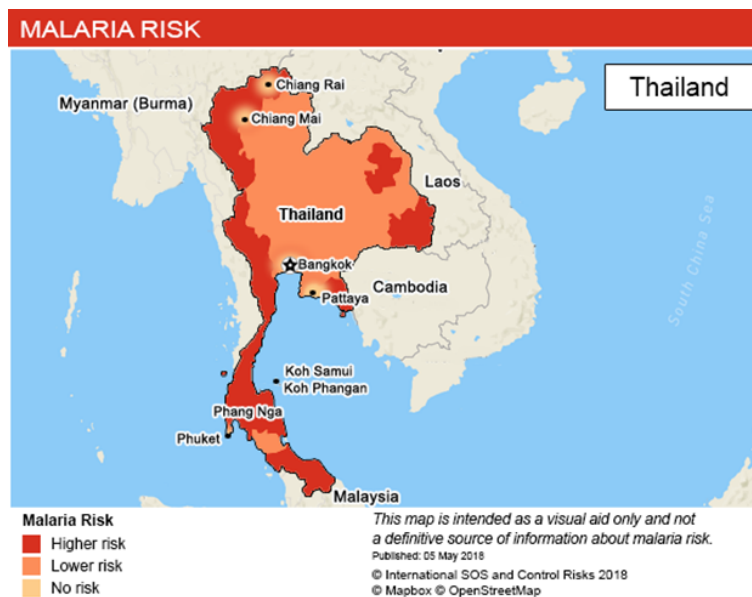 MALARIA RISK
Thailand
Chiang Rai
Myanmar (Burma)
Chiang Mai
Laos
Thailand
Bangkok
Cambodia
Pattaya
South China Sea
Koh Samui
Koh Phangan
Phang Nga
Phuket
Malaysia
Malaria Risk
Higher risk
Lower risk
No risk
This map is intended as a visual aid only and not
a definitive source of information about malaria risk.
Published: 05 May 2018
© International SOS and Control Risks 2018
© Mapbox © OpenStreetMap